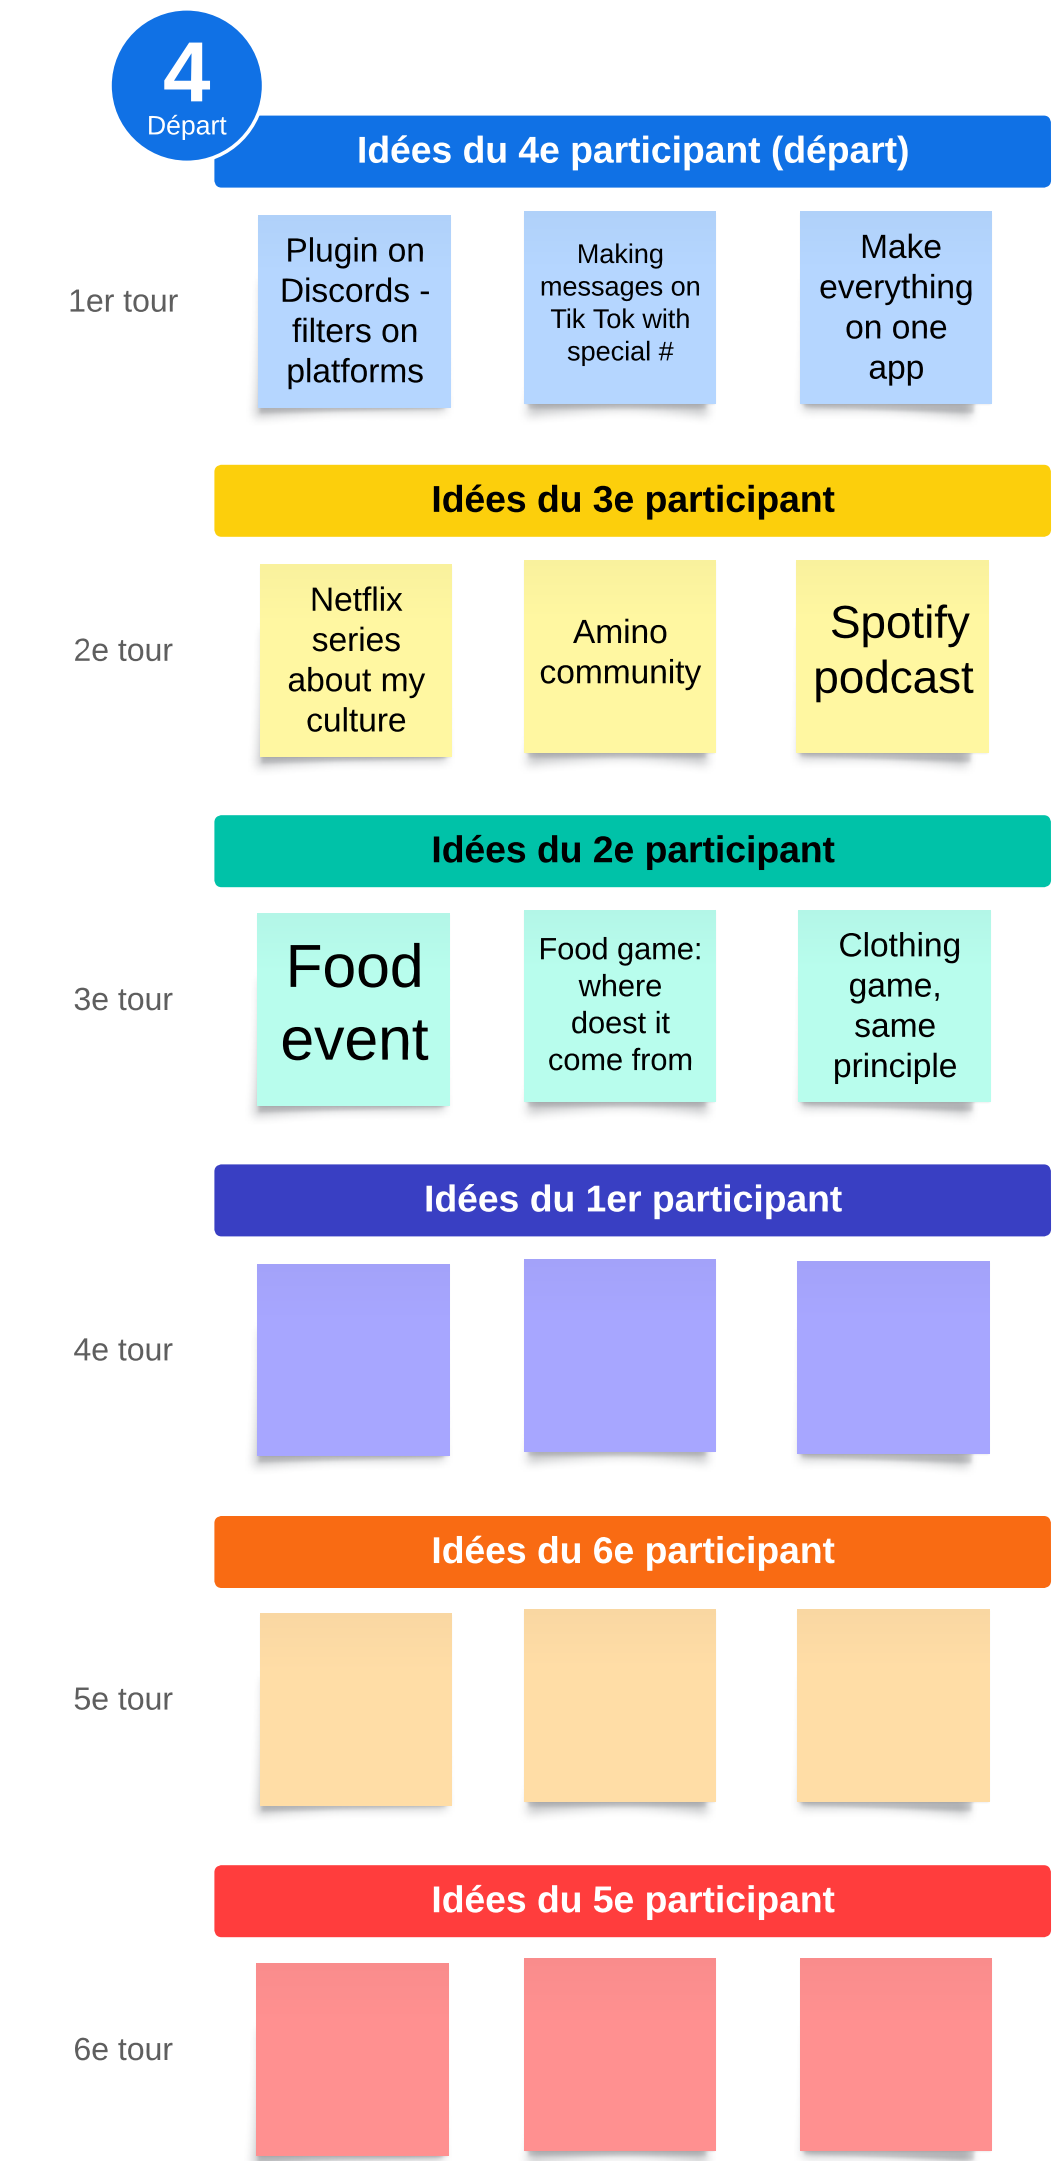 4
Départ
Idées du 4e participant (départ)
1er tour
Plugin on
Discords -
filters on
platforms
Making
messages on
Tik Tok with
special #
Make
everything
on one
app
Idées du 3e participant
2e tour
Netflix
series
about my
culture
Amino
community
Spotify
podcast
Idées du 2e participant
3e tour
Food
event
Food game:
where
doest it
come from
Clothing
game,
same
principle
Idées du 1er participant
4e tour
Idées du 6e participant
5e tour
Idées du 5e participant
6e tour